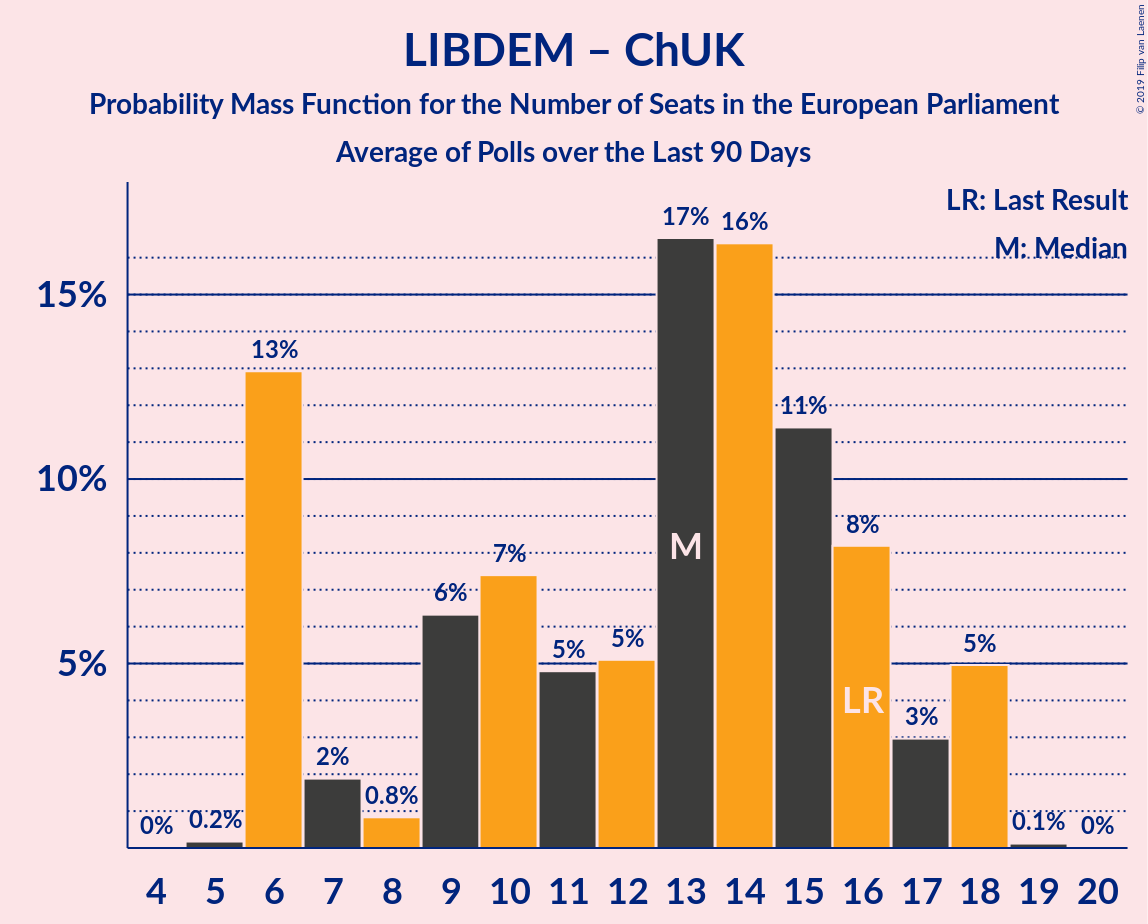 LIBDEM – ChUK
Probability Mass Function for the Number of Seats in the European Parliament
Average of Polls over the Last 90 Days
© 2019 Filip van Laenen
LR: Last Result
M: Median
15%
10%
5%
0%
0.2%
13%
2%
0.8%
6%
7%
5%
5%
17%
16%
11%
8%
3%
5%
0.1%
0%
M
LR
4 5 6 7 8 9 10 11 12 13 14 15 16 17 18 19 20